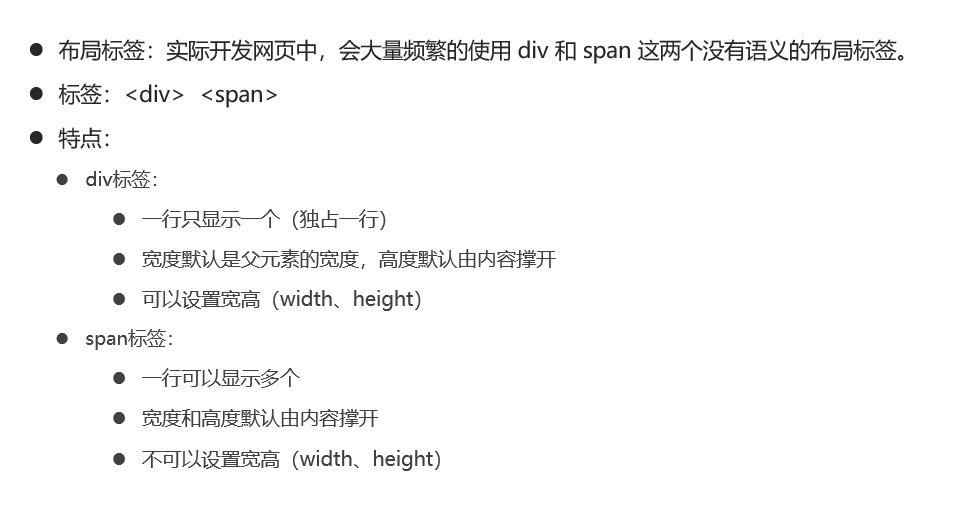 布局标签：实际开发网页中，会大量频繁的使用 div 和 span 这两个没有语义的布局标签。
标签：<div> <span>
特点：
div标签：
一行只显示一个（独占一行）
宽度默认是父元素的宽度，高度默认由内容撑开
可以设置宽高（width、height）
span标签：
一行可以显示多个
宽度和高度默认由内容撑开
不可以设置宽高（width、height）